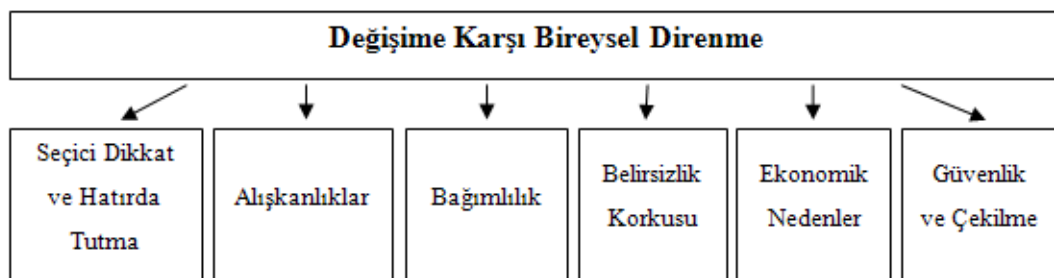 Değişime Karşı Bireysel Direnme
Seçici Dikkat
ve Hatırda
Tutma
Alışkanlıklar
Bağımlılık
Belirsizlik
Korkusu
Ekonomik
Nedenler
Güvenlik
ve Çekilme